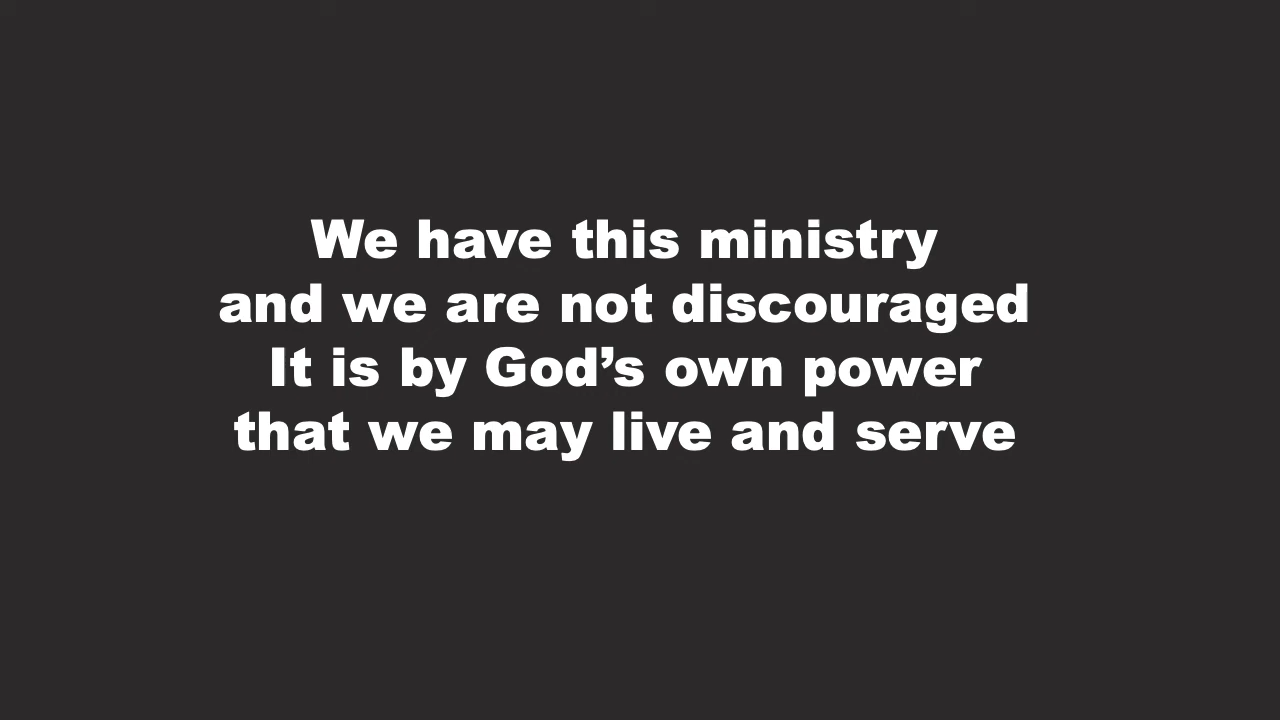 We have this ministry
and we are not discouraged
It is by God’s own power
that we may live and serve